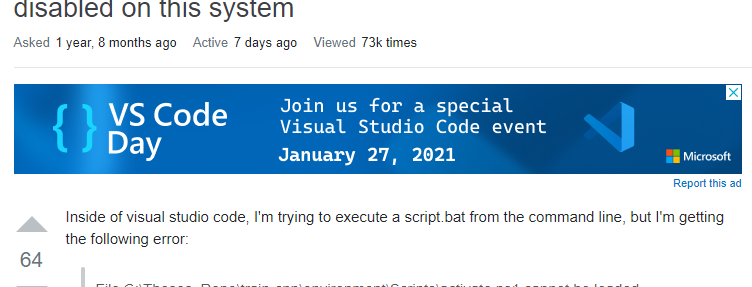 disabled on this system
Asked 1 year, 8 months ago Active 7 days ago Viewed 73k times
{ } VS Code Day
Join us for a special
Visual Studio Code event
January 27, 2021
Microsoft
Report this ad
Inside of visual studio code, I'm trying to execute a script.bat from the command line, but I'm getting
the following error:
64